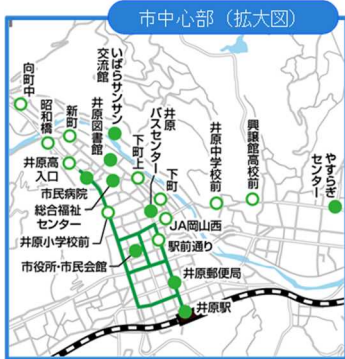 市中心部（拡大図）
向町中
昭和橋
新町
井原図書館
いばらサンサン
交流館
下町上
井原
バスセンター
下町
井原中学校前
興譲館高校前
やすらぎ
センター
井原高
入口
市民病院
総合福祉
センター
井原小学校前
市役所・市民会館
JA岡山西
駅前通り
井原郵便局
井原駅